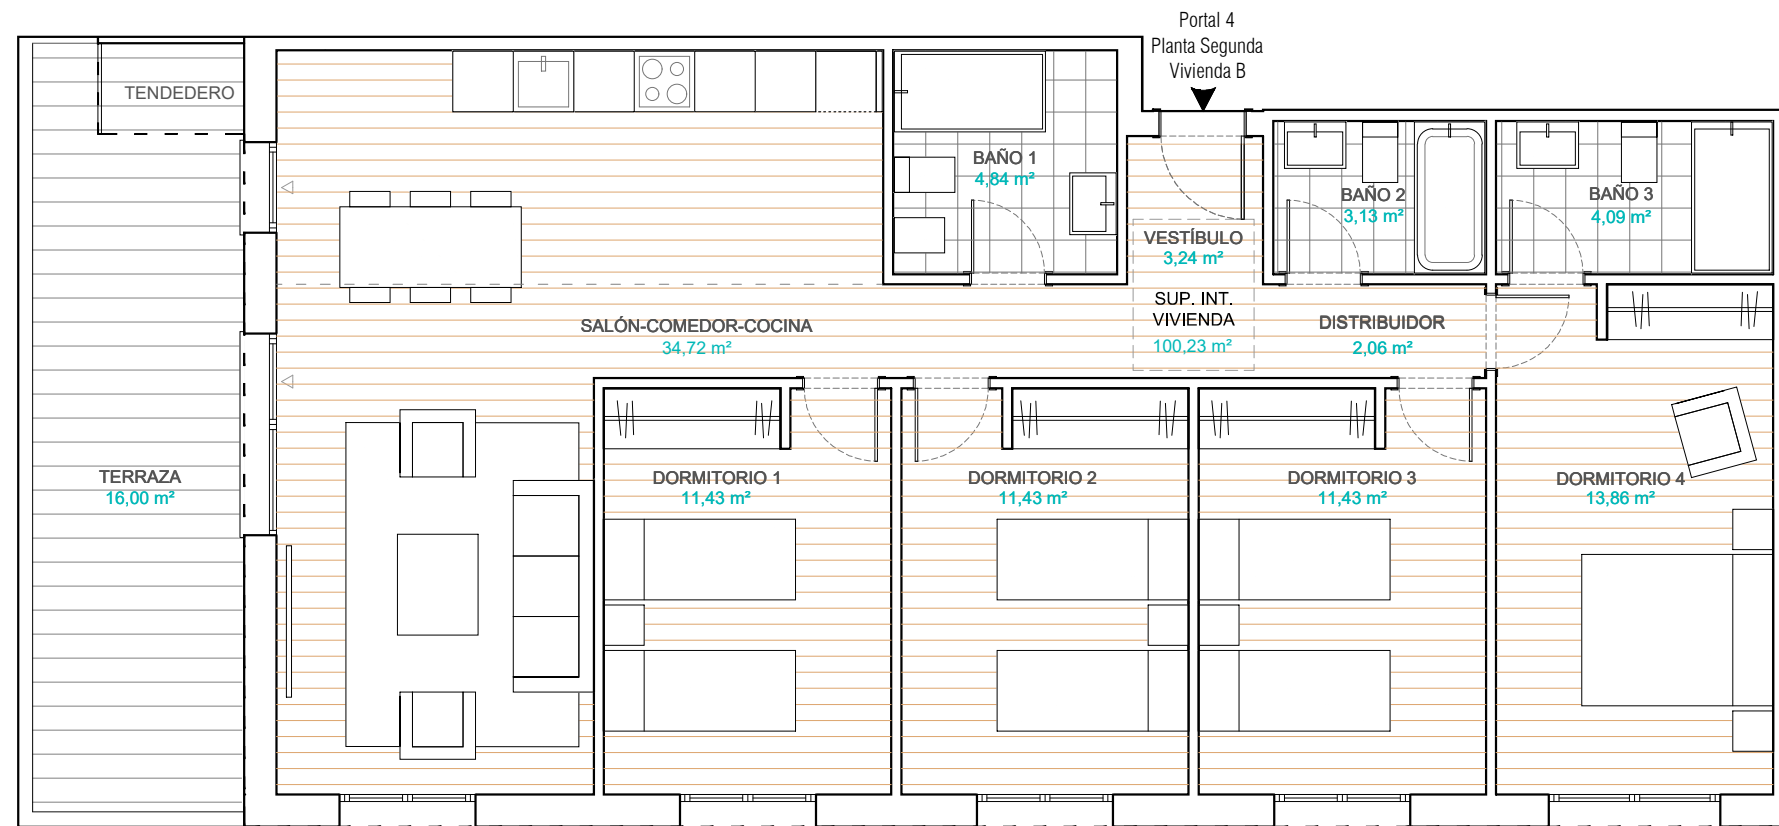 Portal 4
Planta Segunda
Vivienda B
TENDEDERO
BAÑO 1
4,84 m²
BAÑO 2
3,13 m²
BAÑO 3
4,09 m²
VESTÍBULO
3,24 m²
SUP. INT.
VIVIENDA
100,23 m²
SALÓN-COMEDOR-COCINA
34,72 m²
DISTRIBUIDOR
2,06 m²
TERRAZA
16,00 m²
DORMITORIO 1
11,43 m²
DORMITORIO 2
11,43 m²
DORMITORIO 3
11,43 m²
DORMITORIO 4
13,86 m²